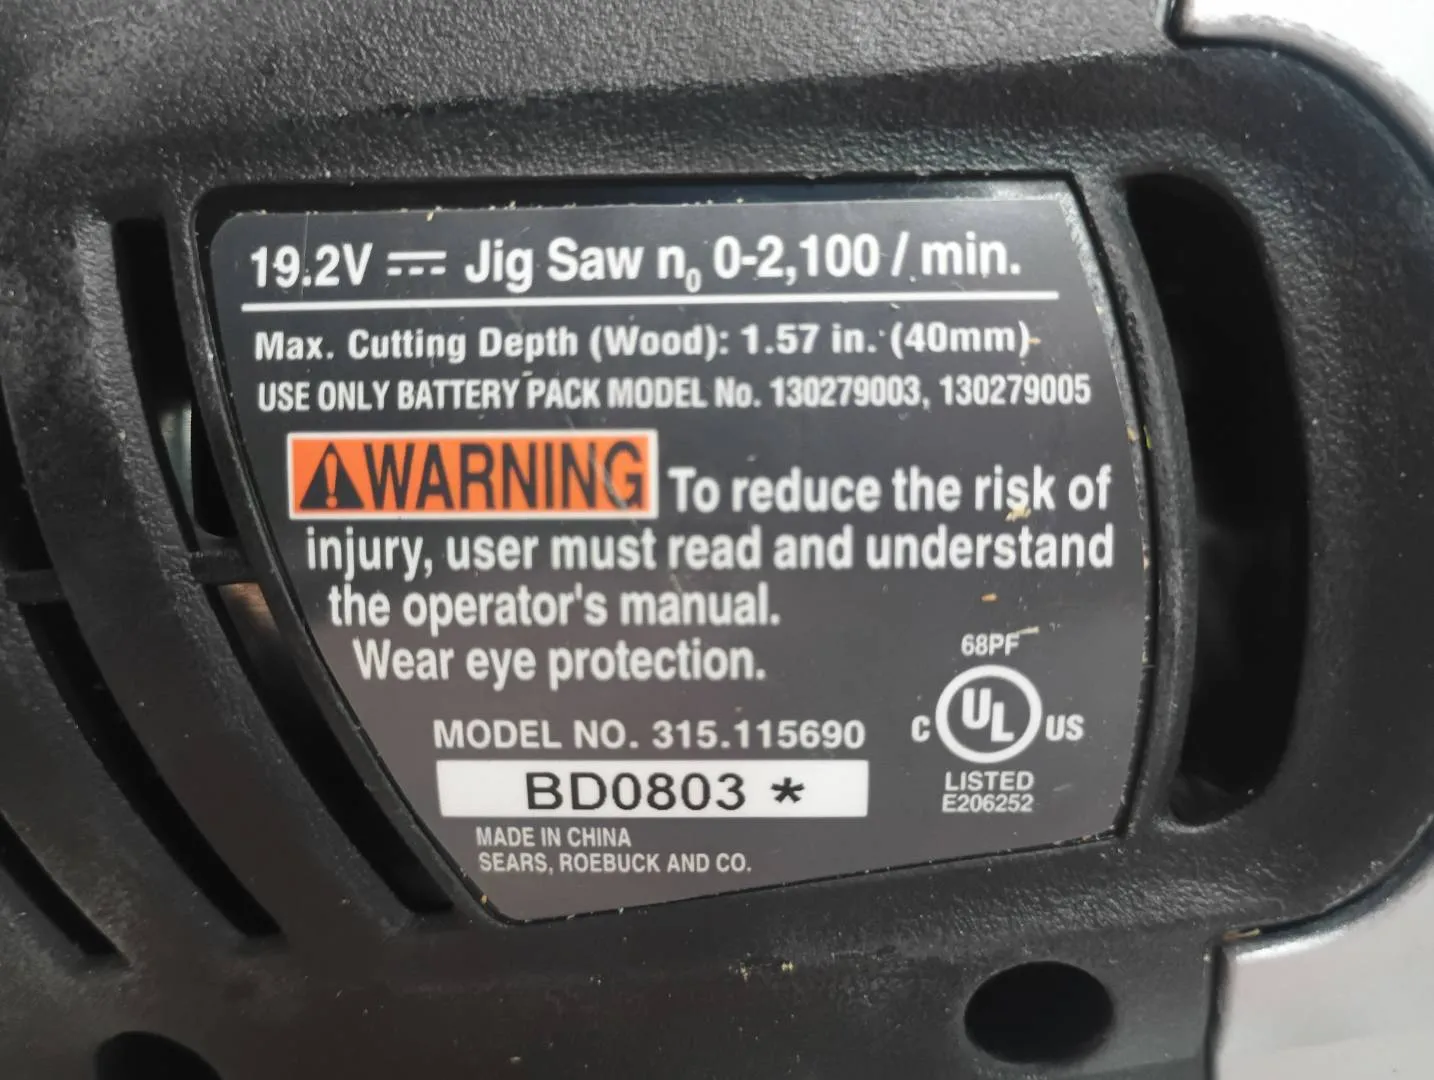 19.2V ⎓ Jig Saw n₀ 0-2,100 / min.
Max. Cutting Depth (Wood): 1.57 in. (40mm)
USE ONLY BATTERY PACK MODEL No. 130279003, 130279005
⚠WARNING To reduce the risk of
injury, user must read and understand
the operator's manual.
Wear eye protection.
68PF
C UL US
LISTED
E206252
MODEL NO. 315.115690
BD0803 *
MADE IN CHINA
SEARS, ROEBUCK AND CO.